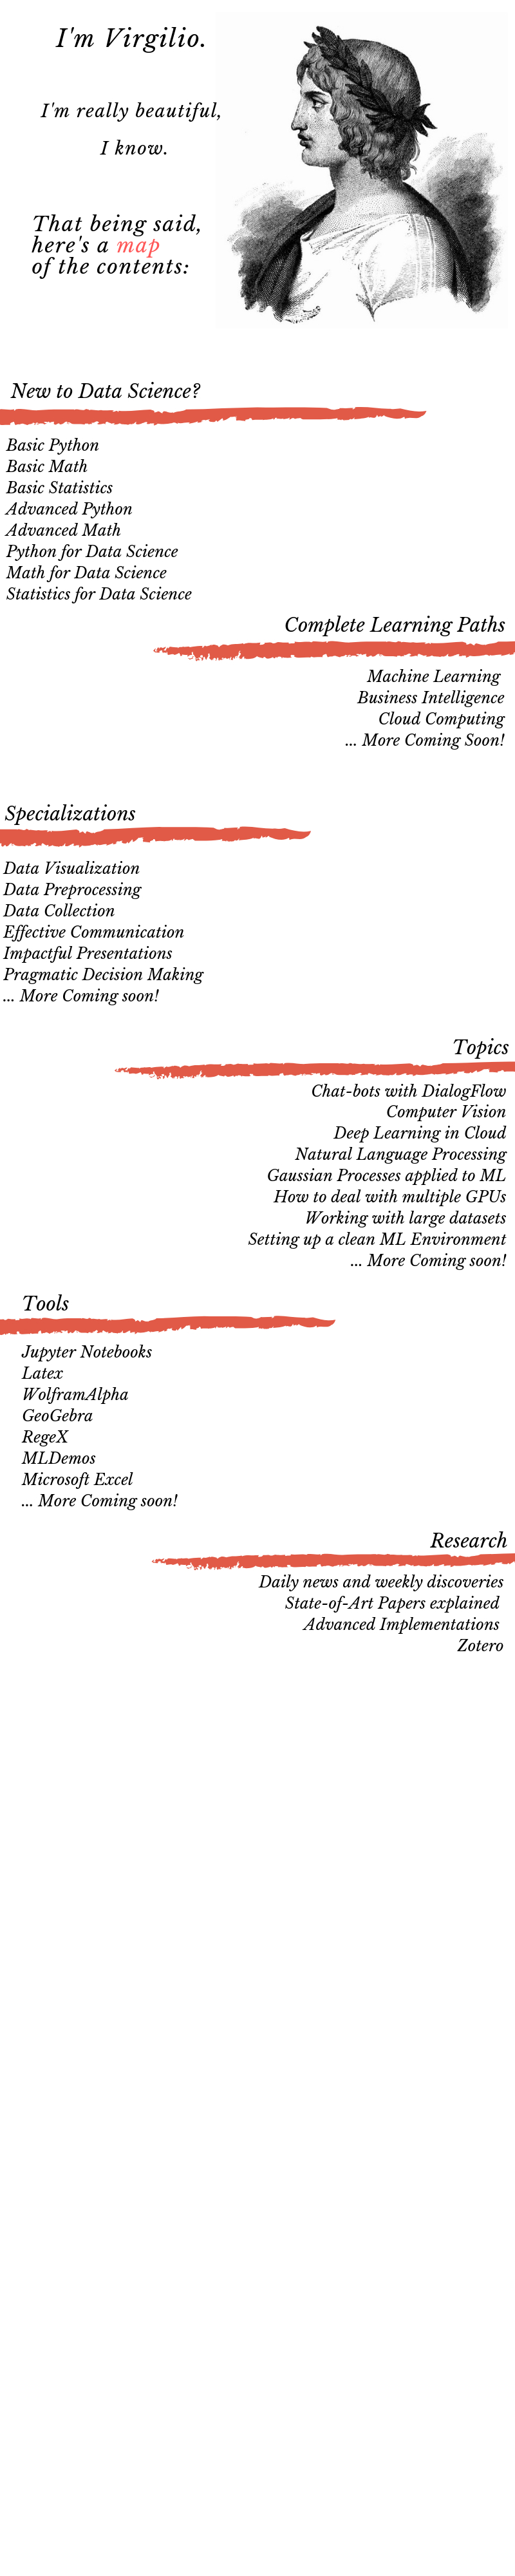 I'm Virgilio.
I'm really beautiful,
I know.
That being said,
here's a map
of the contents:
New to Data Science?
Basic Python
Basic Math
Basic Statistics
Advanced Python
Advanced Math
Python for Data Science
Math for Data Science
Statistics for Data Science
Complete Learning Paths
Machine Learning
Business Intelligence
Cloud Computing
... More Coming Soon!
Specializations
Data Visualization
Data Preprocessing
Data Collection
Effective Communication
Impactful Presentations
Pragmatic Decision Making
... More Coming soon!
Topics
Chat-bots with DialogFlow
Computer Vision
Deep Learning in Cloud
Natural Language Processing
Gaussian Processes applied to ML
How to deal with multiple GPUs
Working with large datasets
Setting up a clean ML Environment
... More Coming soon!
Tools
Jupyter Notebooks
Latex
WolframAlpha
GeoGebra
RegeX
MLDemos
Microsoft Excel
... More Coming soon!
Research
Daily news and weekly discoveries
State-of-Art Papers explained
Advanced Implementations
Zotero